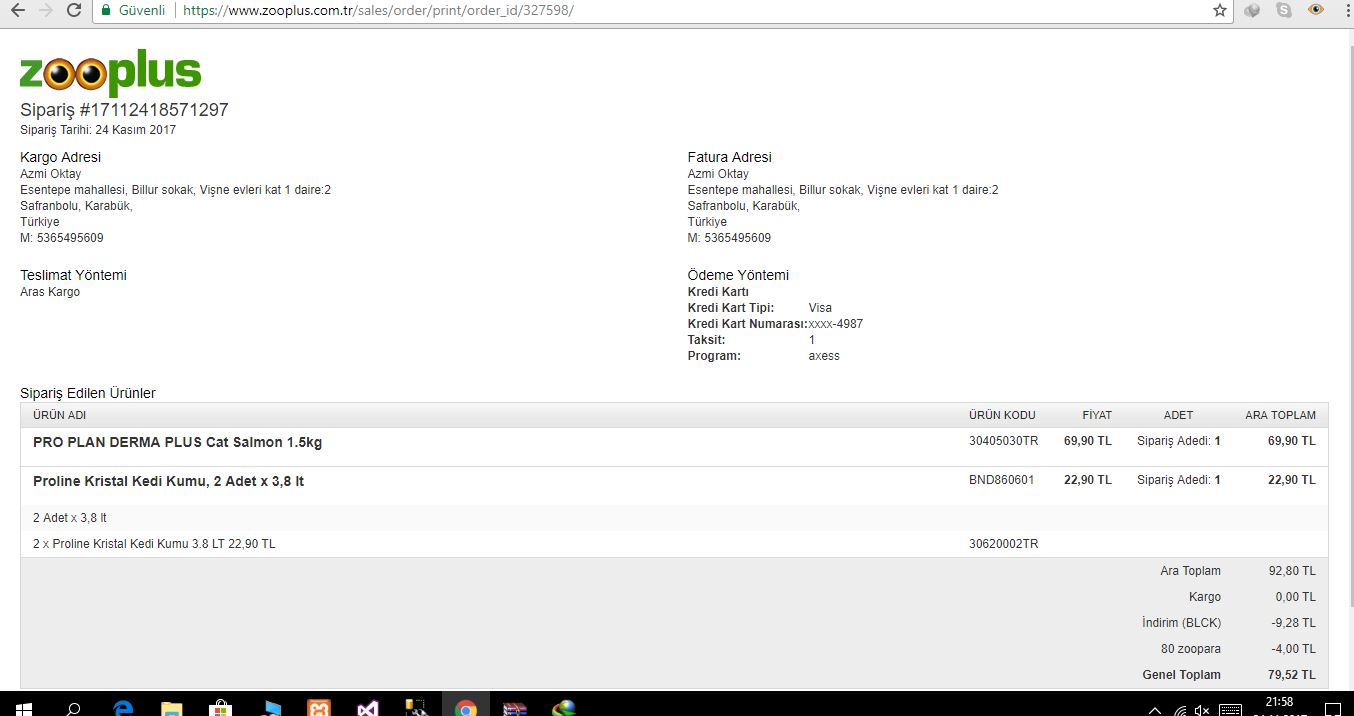 Güvenli https://www.zooplus.com.tr/sales/order/print/order_id/327598/
zooplus
Sipariş #17112418571297
Sipariş Tarihi: 24 Kasım 2017
Kargo Adresi
Azmi Oktay
Esentepe mahallesi, Billur sokak, Vişne evleri kat 1 daire:2
Safranbolu, Karabük,
Türkiye
M: 5365495609
Fatura Adresi
Azmi Oktay
Esentepe mahallesi, Billur sokak, Vişne evleri kat 1 daire:2
Safranbolu, Karabük,
Türkiye
M: 5365495609
Teslimat Yöntemi
Aras Kargo
Ödeme Yöntemi
Kredi Kartı
Kredi Kart Tipi: Visa
Kredi Kart Numarası:xxxx-4987
Taksit: 1
Program: axess
Sipariş Edilen Ürünler
ÜRÜN ADI ÜRÜN KODU FİYAT ADET ARA TOPLAM
PRO PLAN DERMA PLUS Cat Salmon 1.5kg 30405030TR 69,90 TL Sipariş Adedi: 1 69,90 TL
Proline Kristal Kedi Kumu, 2 Adet x 3,8 lt BND860601 22,90 TL Sipariş Adedi: 1 22,90 TL
2 Adet x 3,8 lt
2 x Proline Kristal Kedi Kumu 3.8 LT 22,90 TL 30620002TR
Ara Toplam 92,80 TL
Kargo 0,00 TL
İndirim (BLCK) -9,28 TL
80 zoopara -4,00 TL
Genel Toplam 79,52 TL
21:58